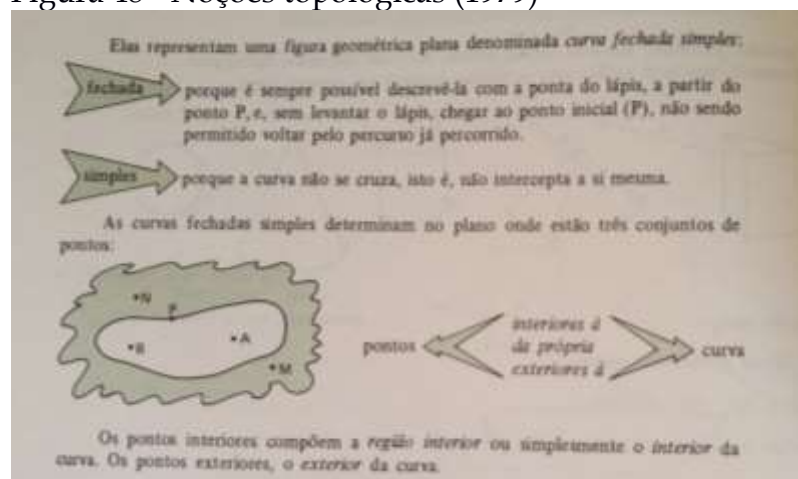 Figura 48 - Noções topológicas (1979)
Elas representam uma figura geométrica plana denominada curva fechada simples:
fechada porque é sempre possível descrevê-la com a ponta do lápis, a partir do
ponto P, e, sem levantar o lápis, chegar ao ponto inicial (P), não sendo
permitido voltar pelo percurso já percorrido.
simples porque a curva não se cruza, isto é, não intercepta a si mesma.
As curvas fechadas simples determinam no plano onde estão três conjuntos de
pontos:
N
P
B
A
M
pontos
interiores à
da própria
exteriores à
curva
Os pontos interiores compõem a região interior ou simplesmente o interior da
curva. Os pontos exteriores, o exterior da curva.